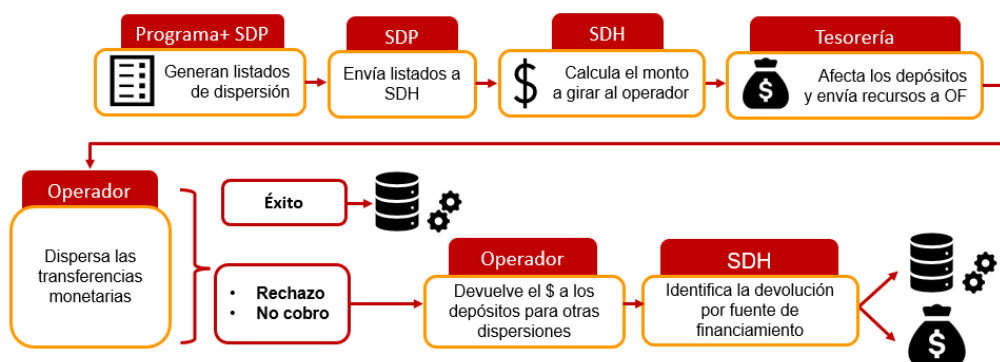 Programa+ SDP
Generan listados
de dispersión
SDP
Envía listados a
SDH
SDH
$
Calcula el monto
a girar al operador
Tesorería
$
Afecta los depósitos
y envía recursos a OF
Operador
Dispersa las
transferencias
monetarias
Éxito
• Rechazo
• No cobro
Operador
Devuelve el $ a los
depósitos para otras
dispersiones
SDH
Identifica la devolución
por fuente de
financiamiento
$